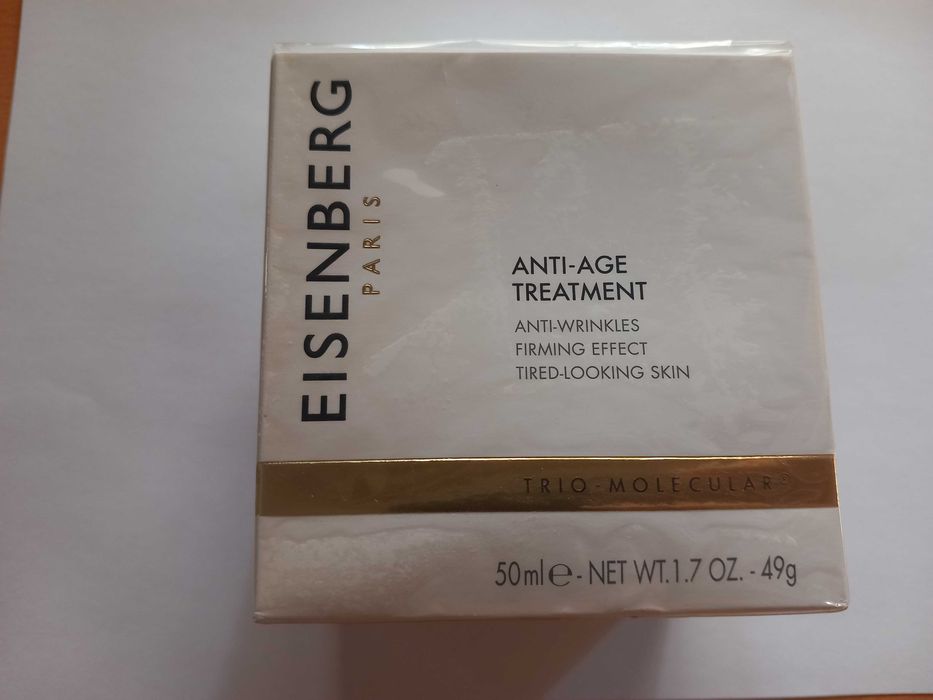 EISENBERG
PARIS
ANTI-AGE
TREATMENT
ANTI-WRINKLES
FIRMING EFFECT
TIRED-LOOKING SKIN
TRIO-MOLECULAR®
50ml℮ - NET WT.1.7 OZ. - 49g